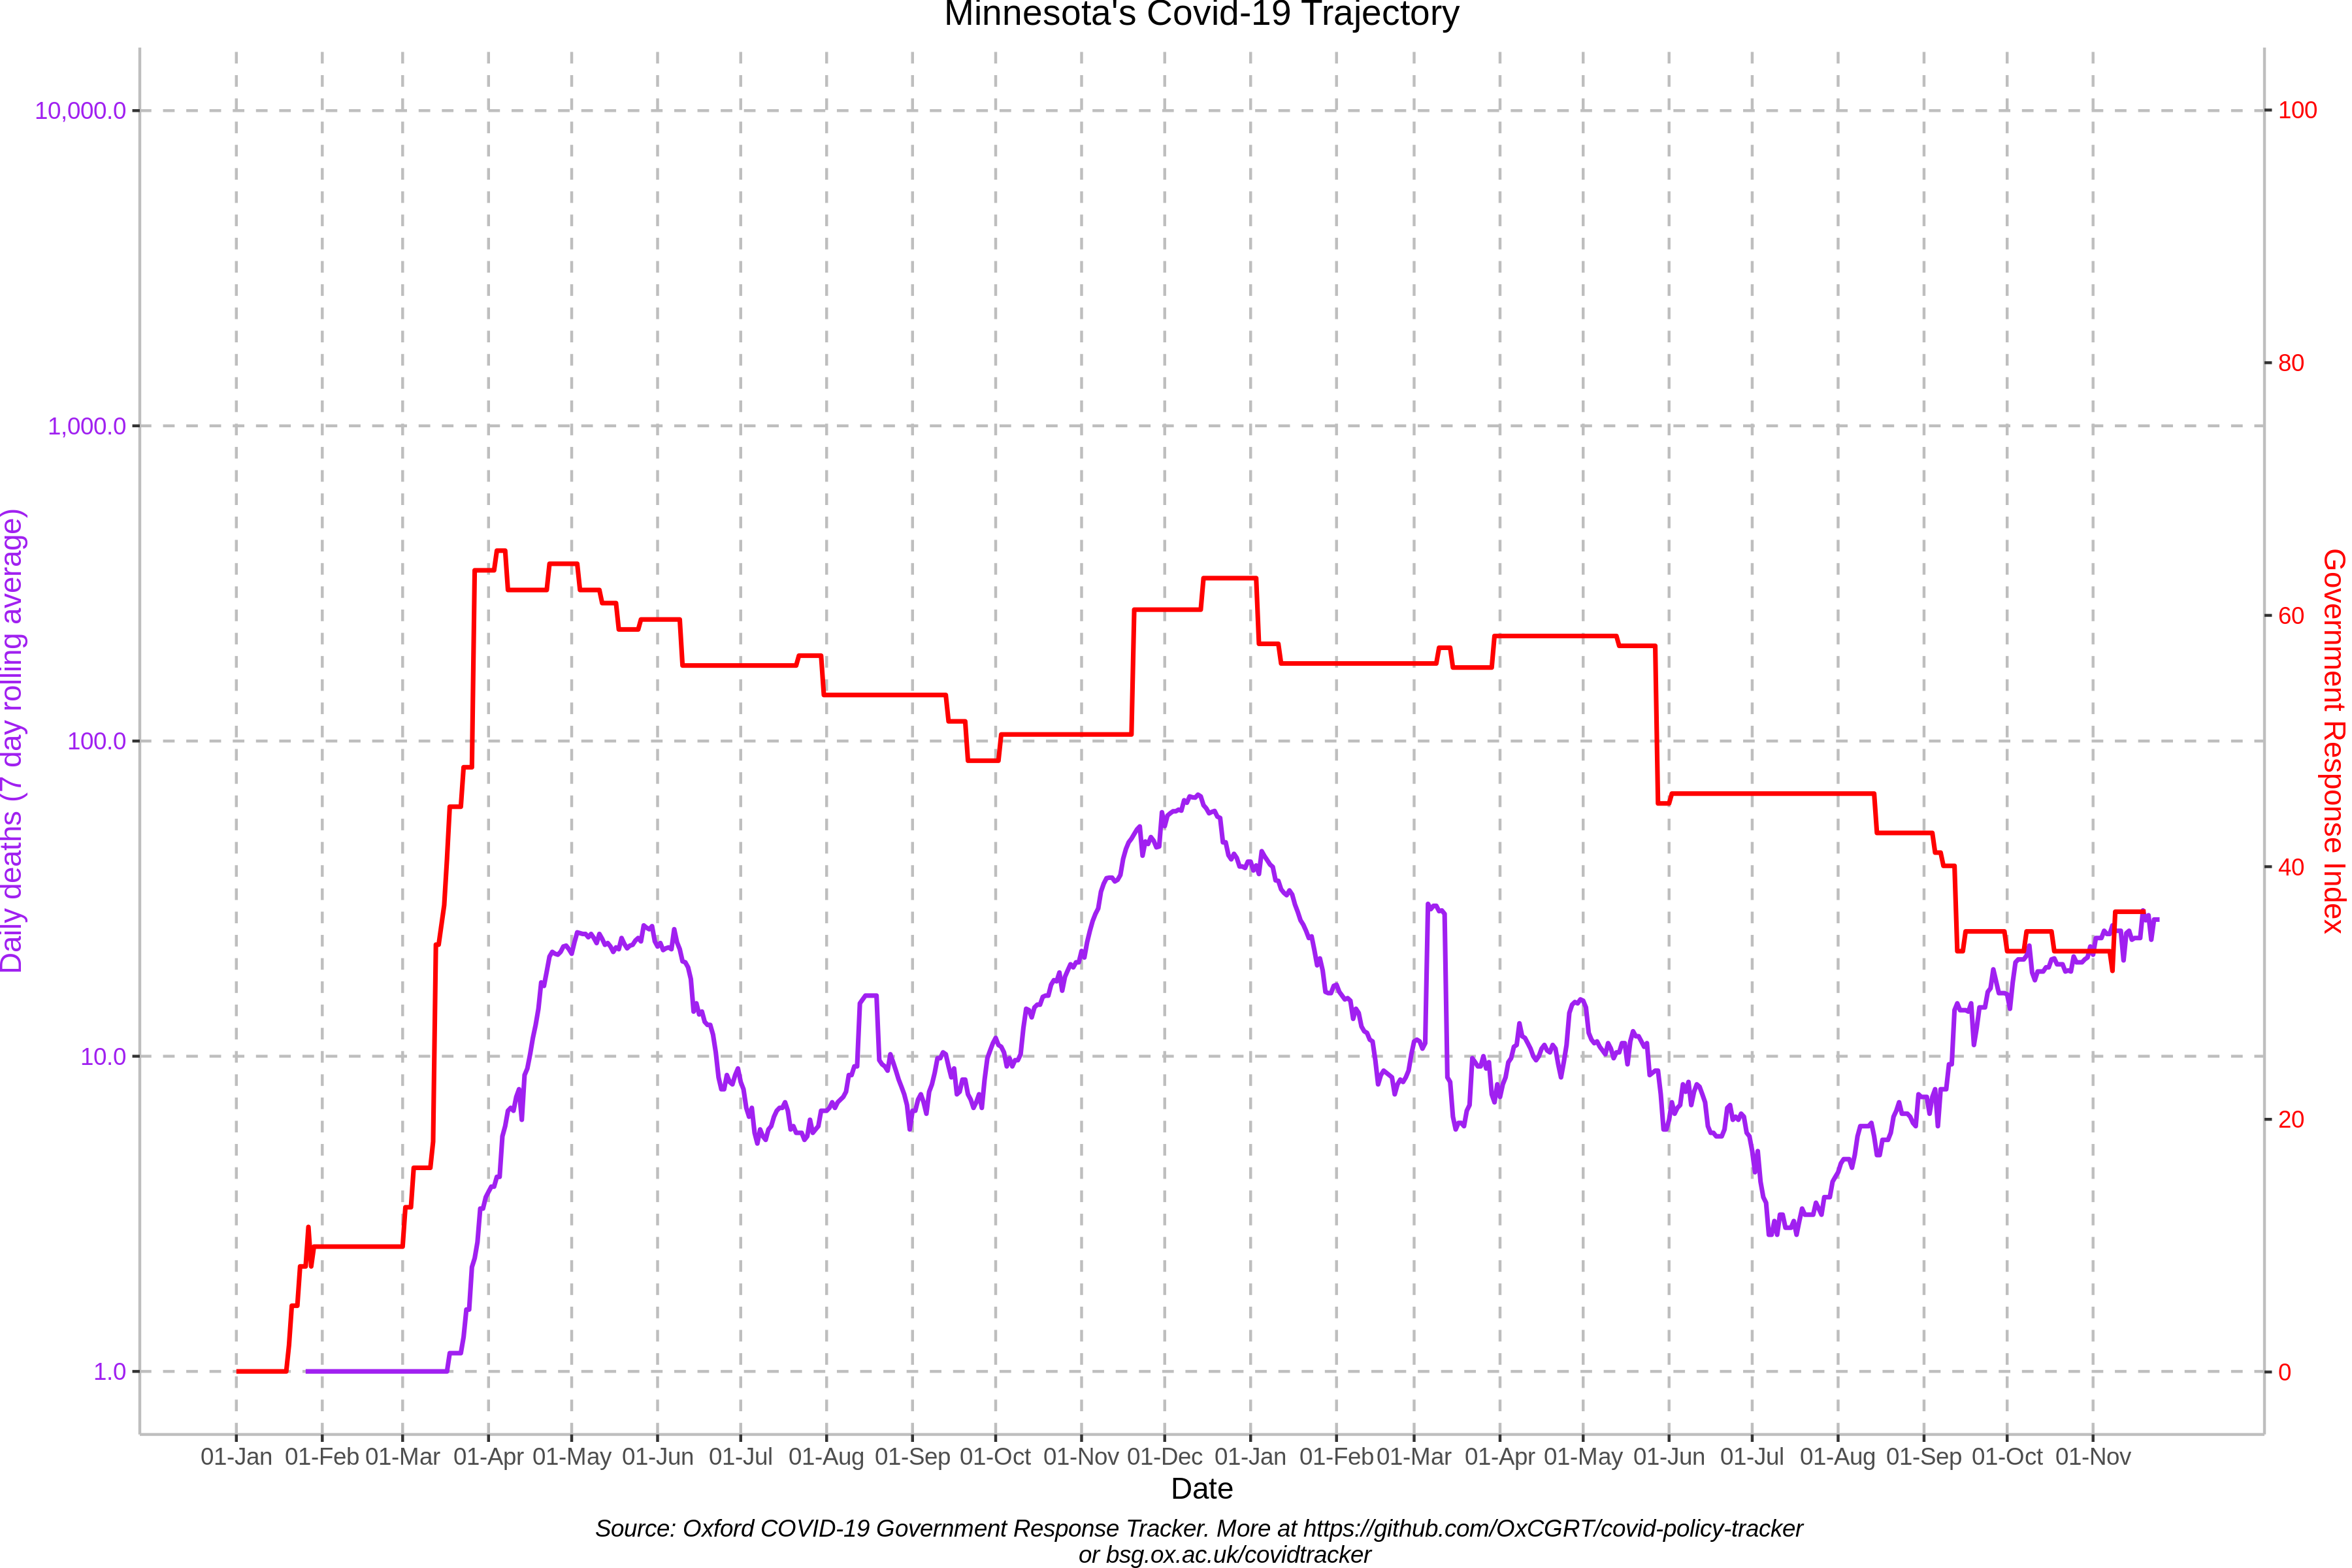 Minnesota's Covid-19 Trajectory
10,000.0
1,000.0
100.0
10.0
1.0
Daily deaths (7 day rolling average)
100
80
60
40
20
0
Government Response Index
01-Jan 01-Feb 01-Mar 01-Apr 01-May 01-Jun 01-Jul 01-Aug 01-Sep 01-Oct 01-Nov 01-Dec 01-Jan 01-Feb 01-Mar 01-Apr 01-May 01-Jun 01-Jul 01-Aug 01-Sep 01-Oct 01-Nov
Date
Source: Oxford COVID-19 Government Response Tracker. More at https://github.com/OxCGRT/covid-policy-tracker
or bsg.ox.ac.uk/covidtracker